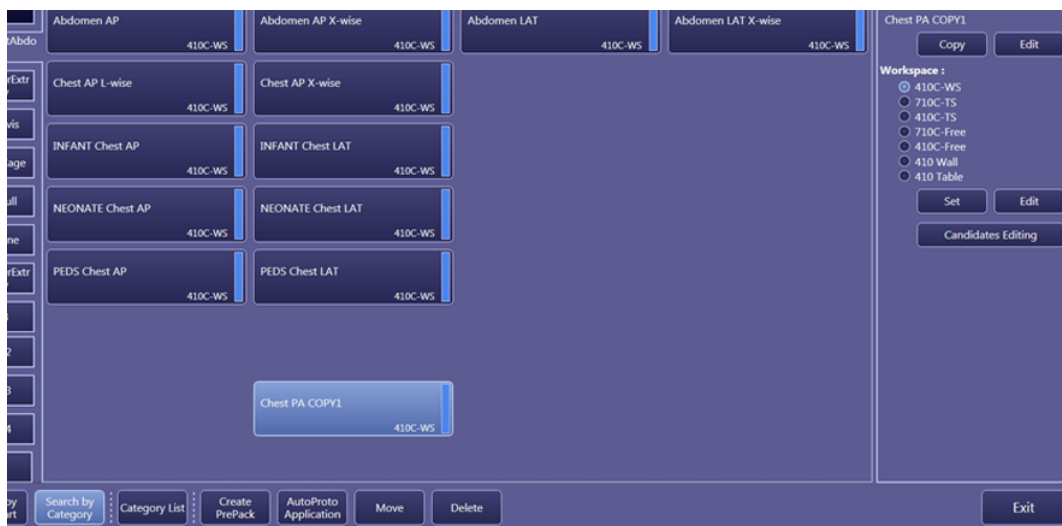 Abdomen AP
410C-WS
Abdomen AP X-wise
410C-WS
Abdomen LAT
410C-WS
Abdomen LAT X-wise
410C-WS
Chest AP L-wise
410C-WS
Chest AP X-wise
410C-WS
INFANT Chest AP
410C-WS
INFANT Chest LAT
410C-WS
NEONATE Chest AP
410C-WS
NEONATE Chest LAT
410C-WS
PEDS Chest AP
410C-WS
PEDS Chest LAT
410C-WS
Chest PA COPY1
410C-WS
Chest PA COPY1
Copy
Edit
Workspace :
410C-WS
710C-TS
410C-TS
710C-Free
410C-Free
410 Wall
410 Table
Set
Edit
Candidates Editing
Search by
Category
Category List
Create
PrePack
AutoProto
Application
Move
Delete
Exit